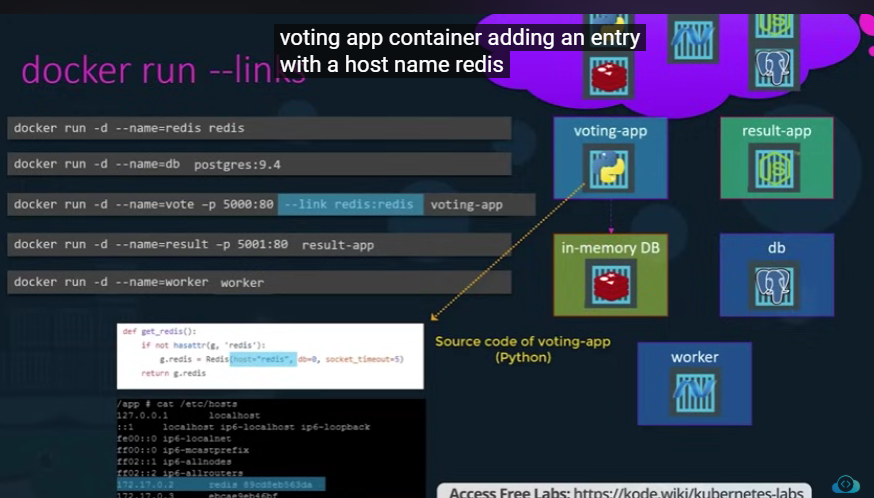 voting app container adding an entry
with a host name redis
docker run --links
docker run -d --name=redis redis
docker run -d --name=db postgres:9.4
docker run -d --name=vote -p 5000:80 --link redis:redis voting-app
docker run -d --name=result -p 5001:80 result-app
docker run -d --name=worker worker
voting-app
result-app
in-memory DB
db
worker
def get_redis():
if not hasattr(g, 'redis'):
g.redis = Redis(host="redis", db=0, socket_timeout=5)
return g.redis
Source code of voting-app
(Python)
/app # cat /etc/hosts
127.0.0.1 localhost
::1 localhost ip6-localhost ip6-loopback
fe00::0 ip6-localnet
ff00::0 ip6-mcastprefix
ff02::1 ip6-allnodes
ff02::2 ip6-allrouters
172.17.0.2 redis 89cd8eb563da
172.17.0.3
Access Free Labs: https://kode.wiki/kubernetes-labs